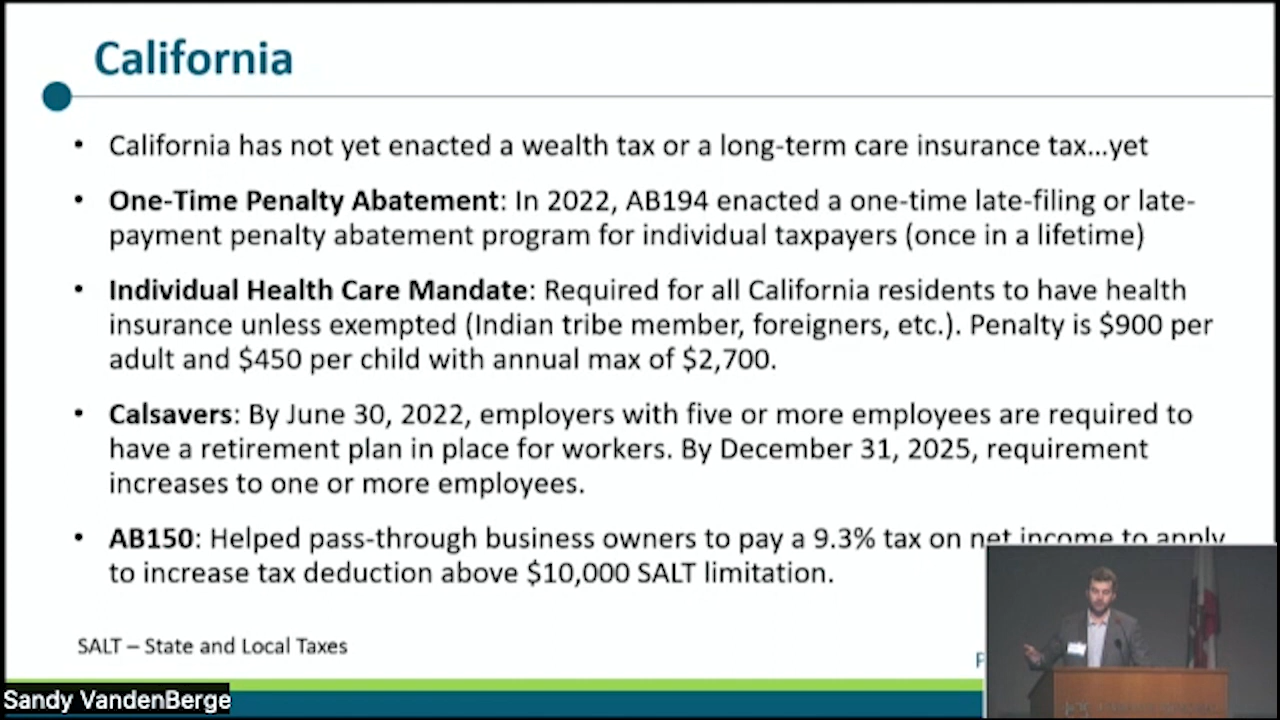 California
• California has not yet enacted a wealth tax or a long-term care insurance tax...yet
• One-Time Penalty Abatement: In 2022, AB194 enacted a one-time late-filing or late-
payment penalty abatement program for individual taxpayers (once in a lifetime)
• Individual Health Care Mandate: Required for all California residents to have health
insurance unless exempted (Indian tribe member, foreigners, etc.). Penalty is $900 per
adult and $450 per child with annual max of $2,700.
• Calsavers: By June 30, 2022, employers with five or more employees are required to
have a retirement plan in place for workers. By December 31, 2025, requirement
increases to one or more employees.
• AB150: Helped pass-through business owners to pay a 9.3% tax on net income to apply
to increase tax deduction above $10,000 SALT limitation.
SALT – State and Local Taxes
Sandy VandenBerge